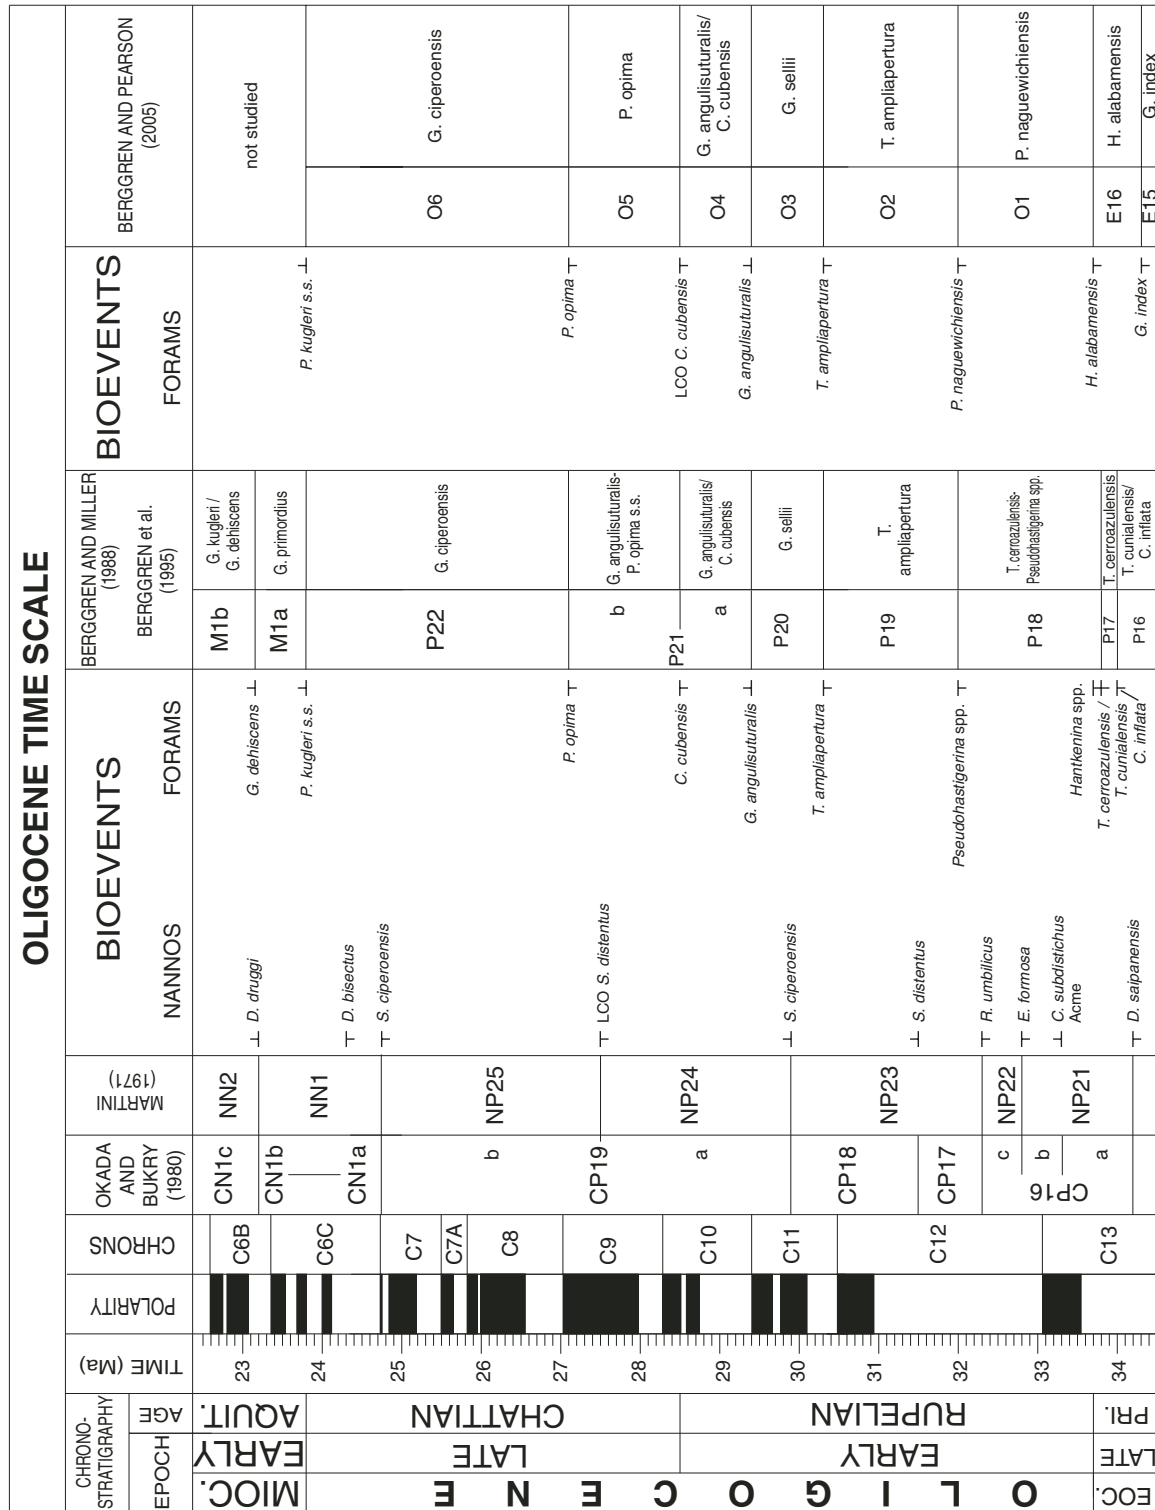 OLIGOCENE TIME SCALE
BERGGREN AND PEARSON
(2005)
not studied
G. ciperoensis
P. opima
G. angulisuturalis/
C. cubensis
G. sellii
T. ampliapertura
P. naguewichiensis
H. alabamensis
G. index
O6
O5
O4
O3
O2
O1
E16
E15
BIOEVENTS
FORAMS
P. kugleri s.s.
P. opima
LCO C. cubensis
G. angulisuturalis
T. ampliapertura
P. naguewichiensis
H. alabamensis
G. index
BERGGREN AND MILLER
(1988)
BERGGREN et al.
(1995)
G. kugleri /
G. dehiscens
G. primordius
G. ciperoensis
G. angulisuturalis-
P. opima s.s.
G. angulisuturalis/
C. cubensis
G. sellii
T.
ampliapertura
T. cerroazulensis-
Pseudohastigerina spp.
T. cerroazulensis
T. cunialensis/
C. inflata
M1b
M1a
P22
b
P21
a
P20
P19
P18
P17
P16
BIOEVENTS
FORAMS
G. dehiscens
P. kugleri s.s.
P. opima
C. cubensis
G. angulisuturalis
T. ampliapertura
Pseudohastigerina spp.
Hantkenina spp.
T. cerroazulensis /
T. cunialensis /
C. inflata
NANNOS
D. druggi
D. bisectus
S. ciperoensis
LCO S. distentus
S. ciperoensis
S. distentus
R. umbilicus
E. formosa
C. subdistichus
Acme
D. saipanensis
MARTINI
(1971)
NN2
NN1
NP25
NP24
NP23
NP22
NP21
OKADA
AND
BUKRY
(1980)
CN1c
CN1b
CN1a
b
CP19
a
CP18
CP17
c
b
CP16
a
CHRONS
C6B
C6C
C7
C7A
C8
C9
C10
C11
C12
C13
POLARITY
TIME (Ma)
23
24
25
26
27
28
29
30
31
32
33
34
CHRONO-
STRATIGRAPHY
AGE
AQUIT.
CHATTIAN
RUPELIAN
PRI.
EPOCH
EARLY
LATE
EARLY
LATE
MIOC.
OLIGOCENE
EOC.